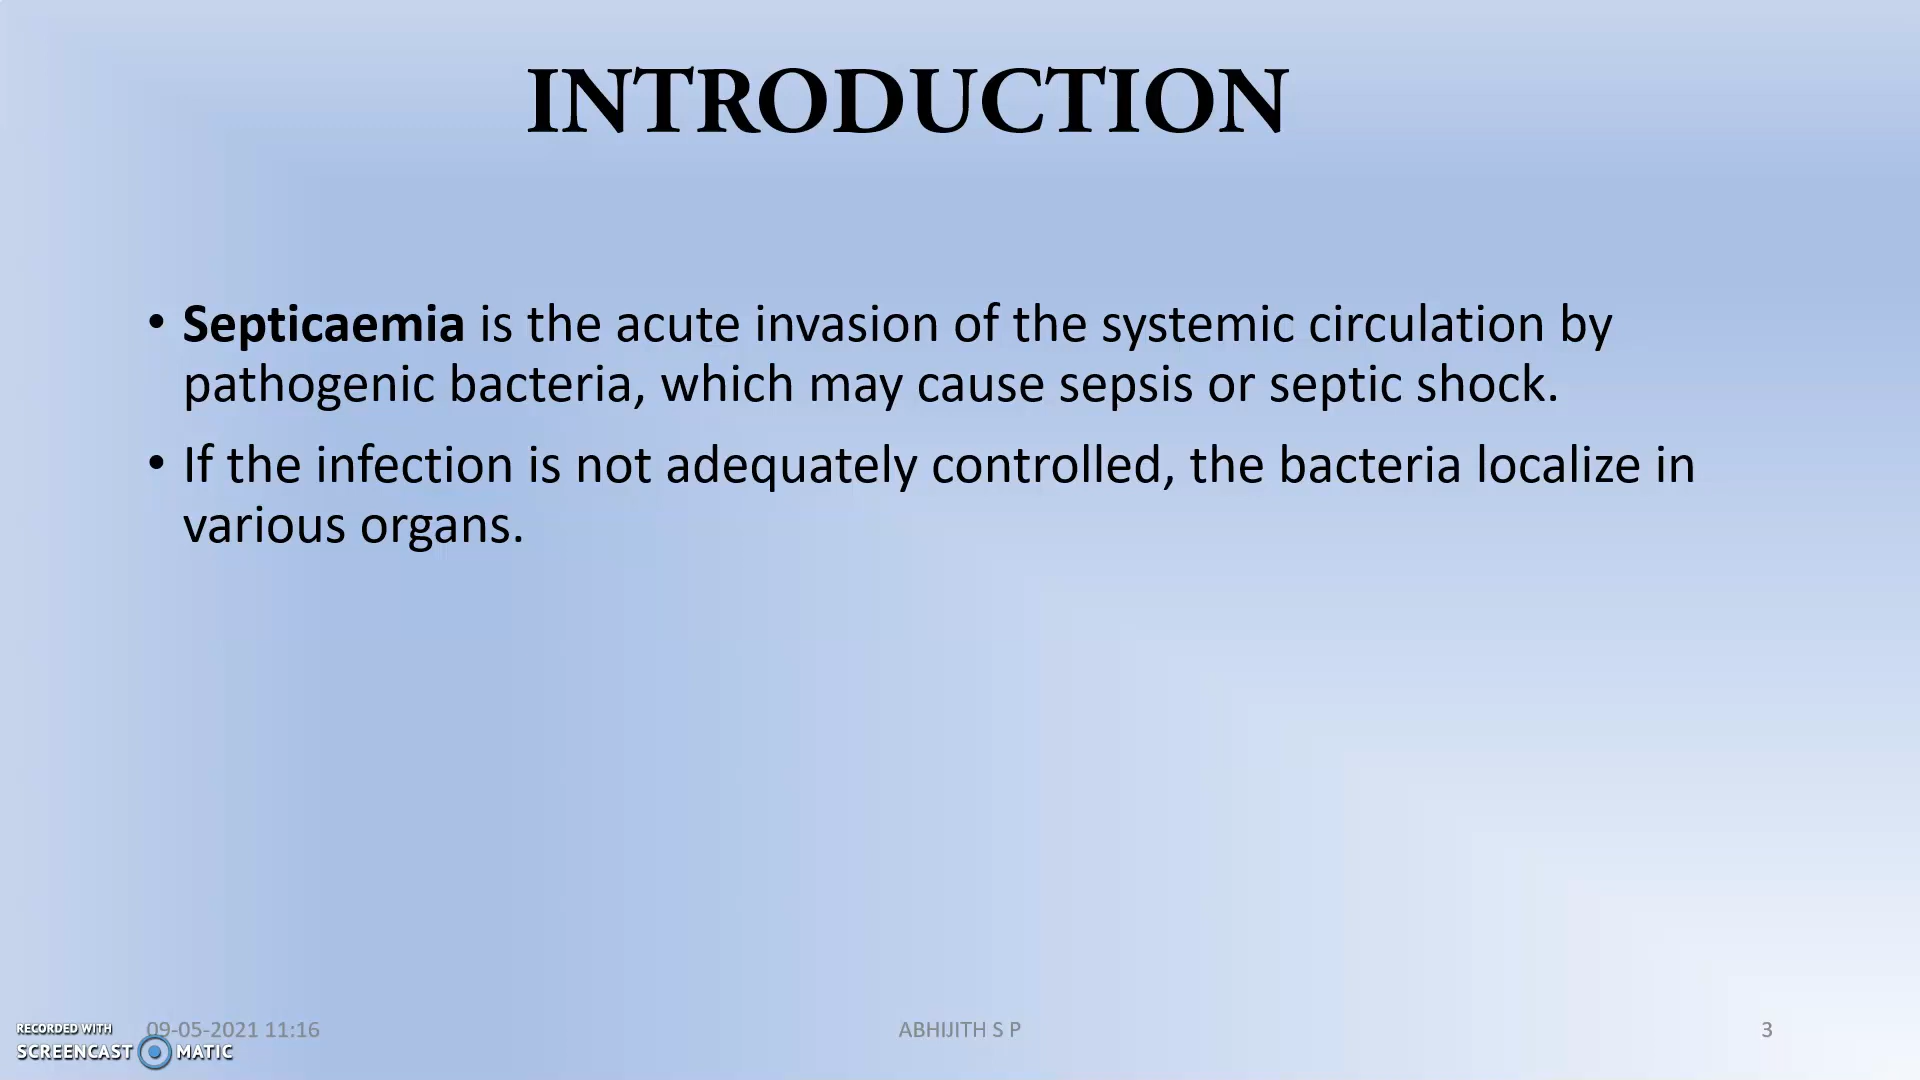 INTRODUCTION
• Septicaemia is the acute invasion of the systemic circulation by
pathogenic bacteria, which may cause sepsis or septic shock.
• If the infection is not adequately controlled, the bacteria localize in
various organs.
RECORDED WITH
SCREENCAST MATIC
09-05-2021 11:16
ABHIJITH S P
3